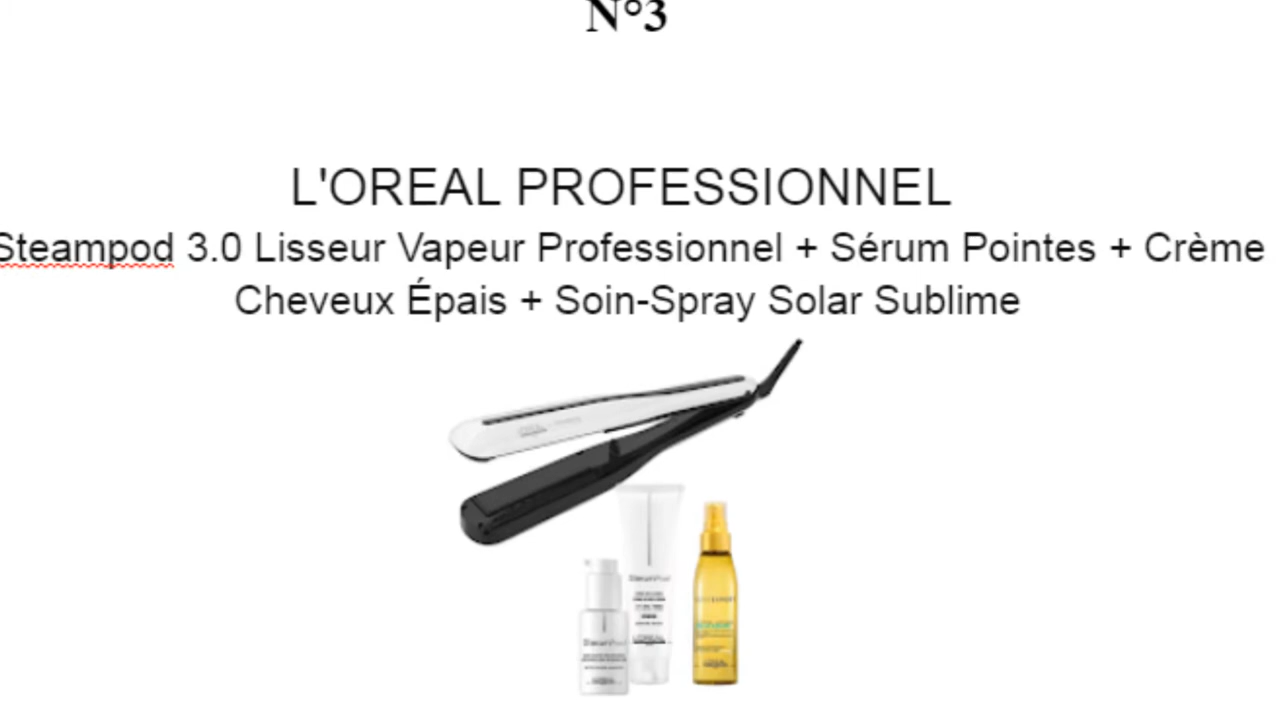 N°3
L'OREAL PROFESSIONNEL
Steampod 3.0 Lisseur Vapeur Professionnel + Sérum Pointes + Crème
Cheveux Épais + Soin-Spray Solar Sublime